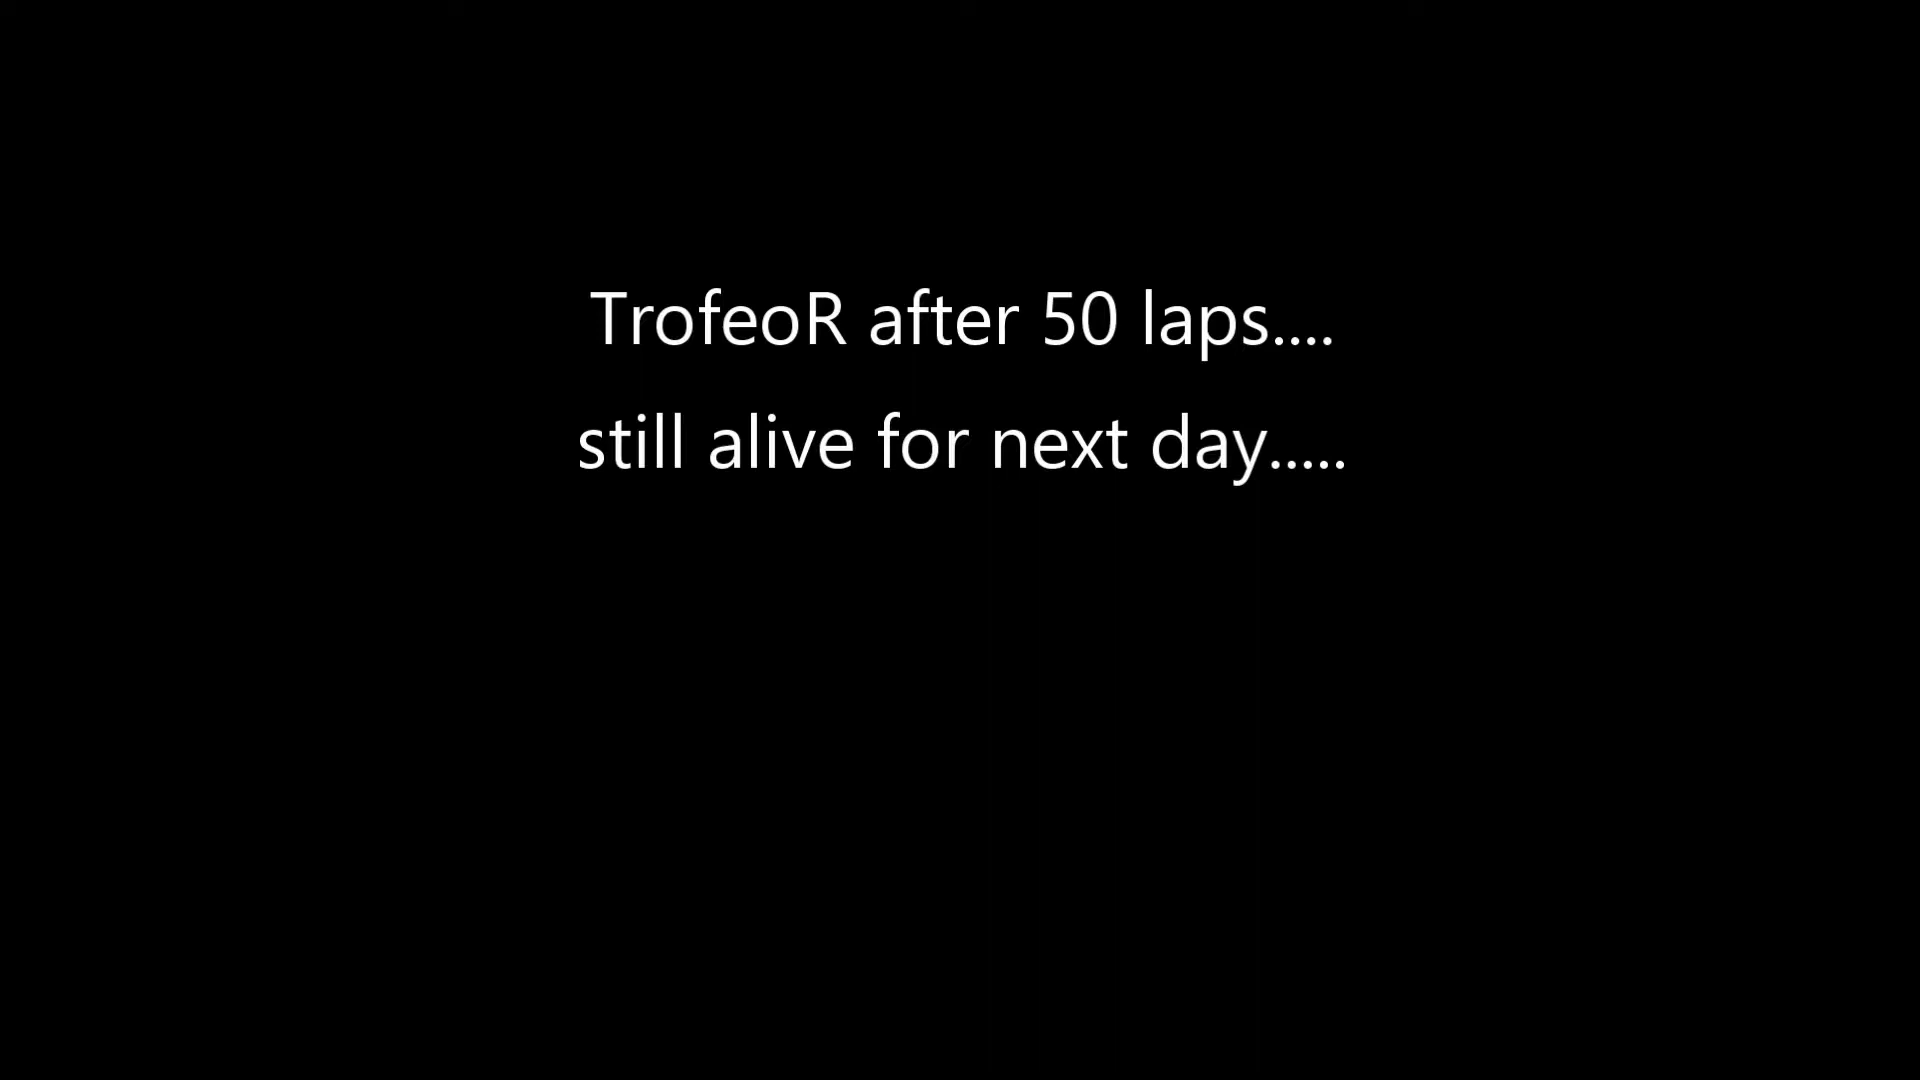 TrofeoR after 50 laps....
still alive for next day.....